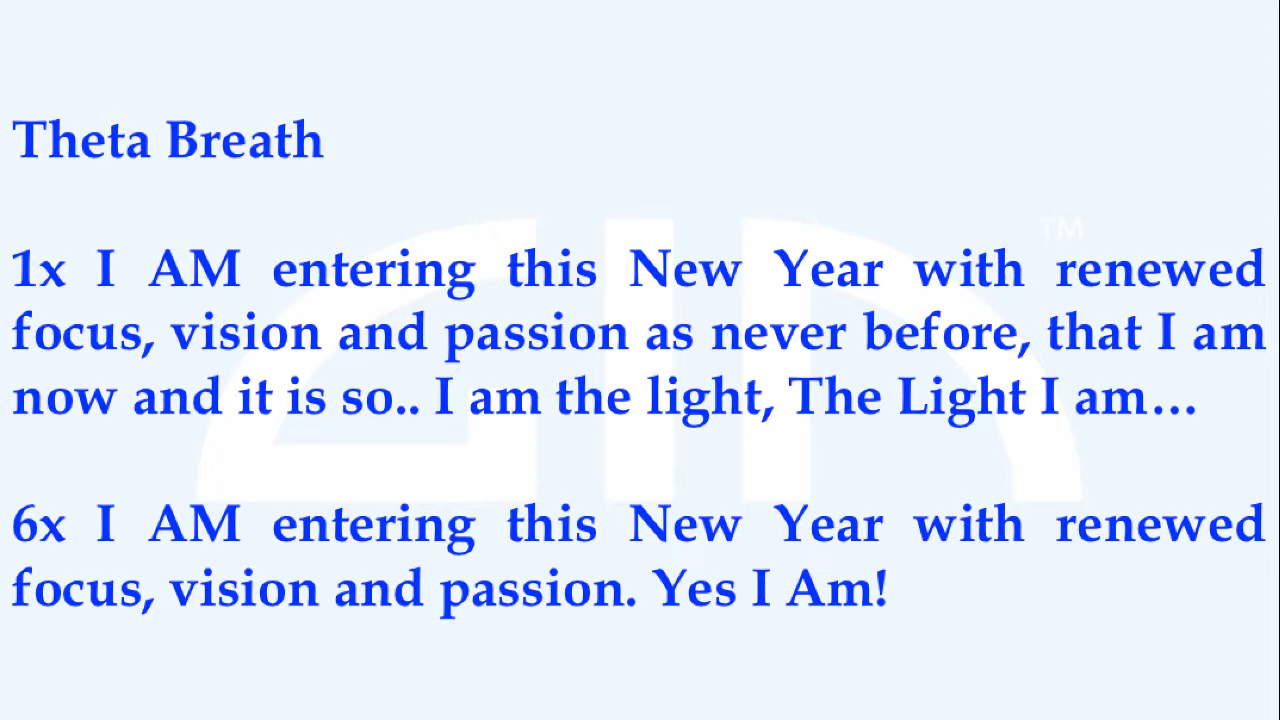 Theta Breath
1x I AM entering this New Year with renewed
focus, vision and passion as never before, that I am
now and it is so.. I am the light, The Light I am…
6x I AM entering this New Year with renewed
focus, vision and passion. Yes I Am!
GIN
TM